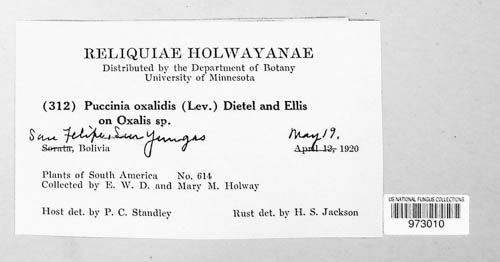 RELIQUIAE HOLWAYANAE
Distributed by the Department of Botany
University of Minnesota
(312) Puccinia oxalidis (Lev.) Dietel and Ellis
on Oxalis sp.
San Felipe, Sur Yungas May 19.
Sorata, Bolivia April 12, 1920
Plants of South America No. 614
Collected by E. W. D. and Mary M. Holway
Host det. by P. C. Standley Rust det. by H. S. Jackson
US NATIONAL FUNGUS COLLECTIONS
973010